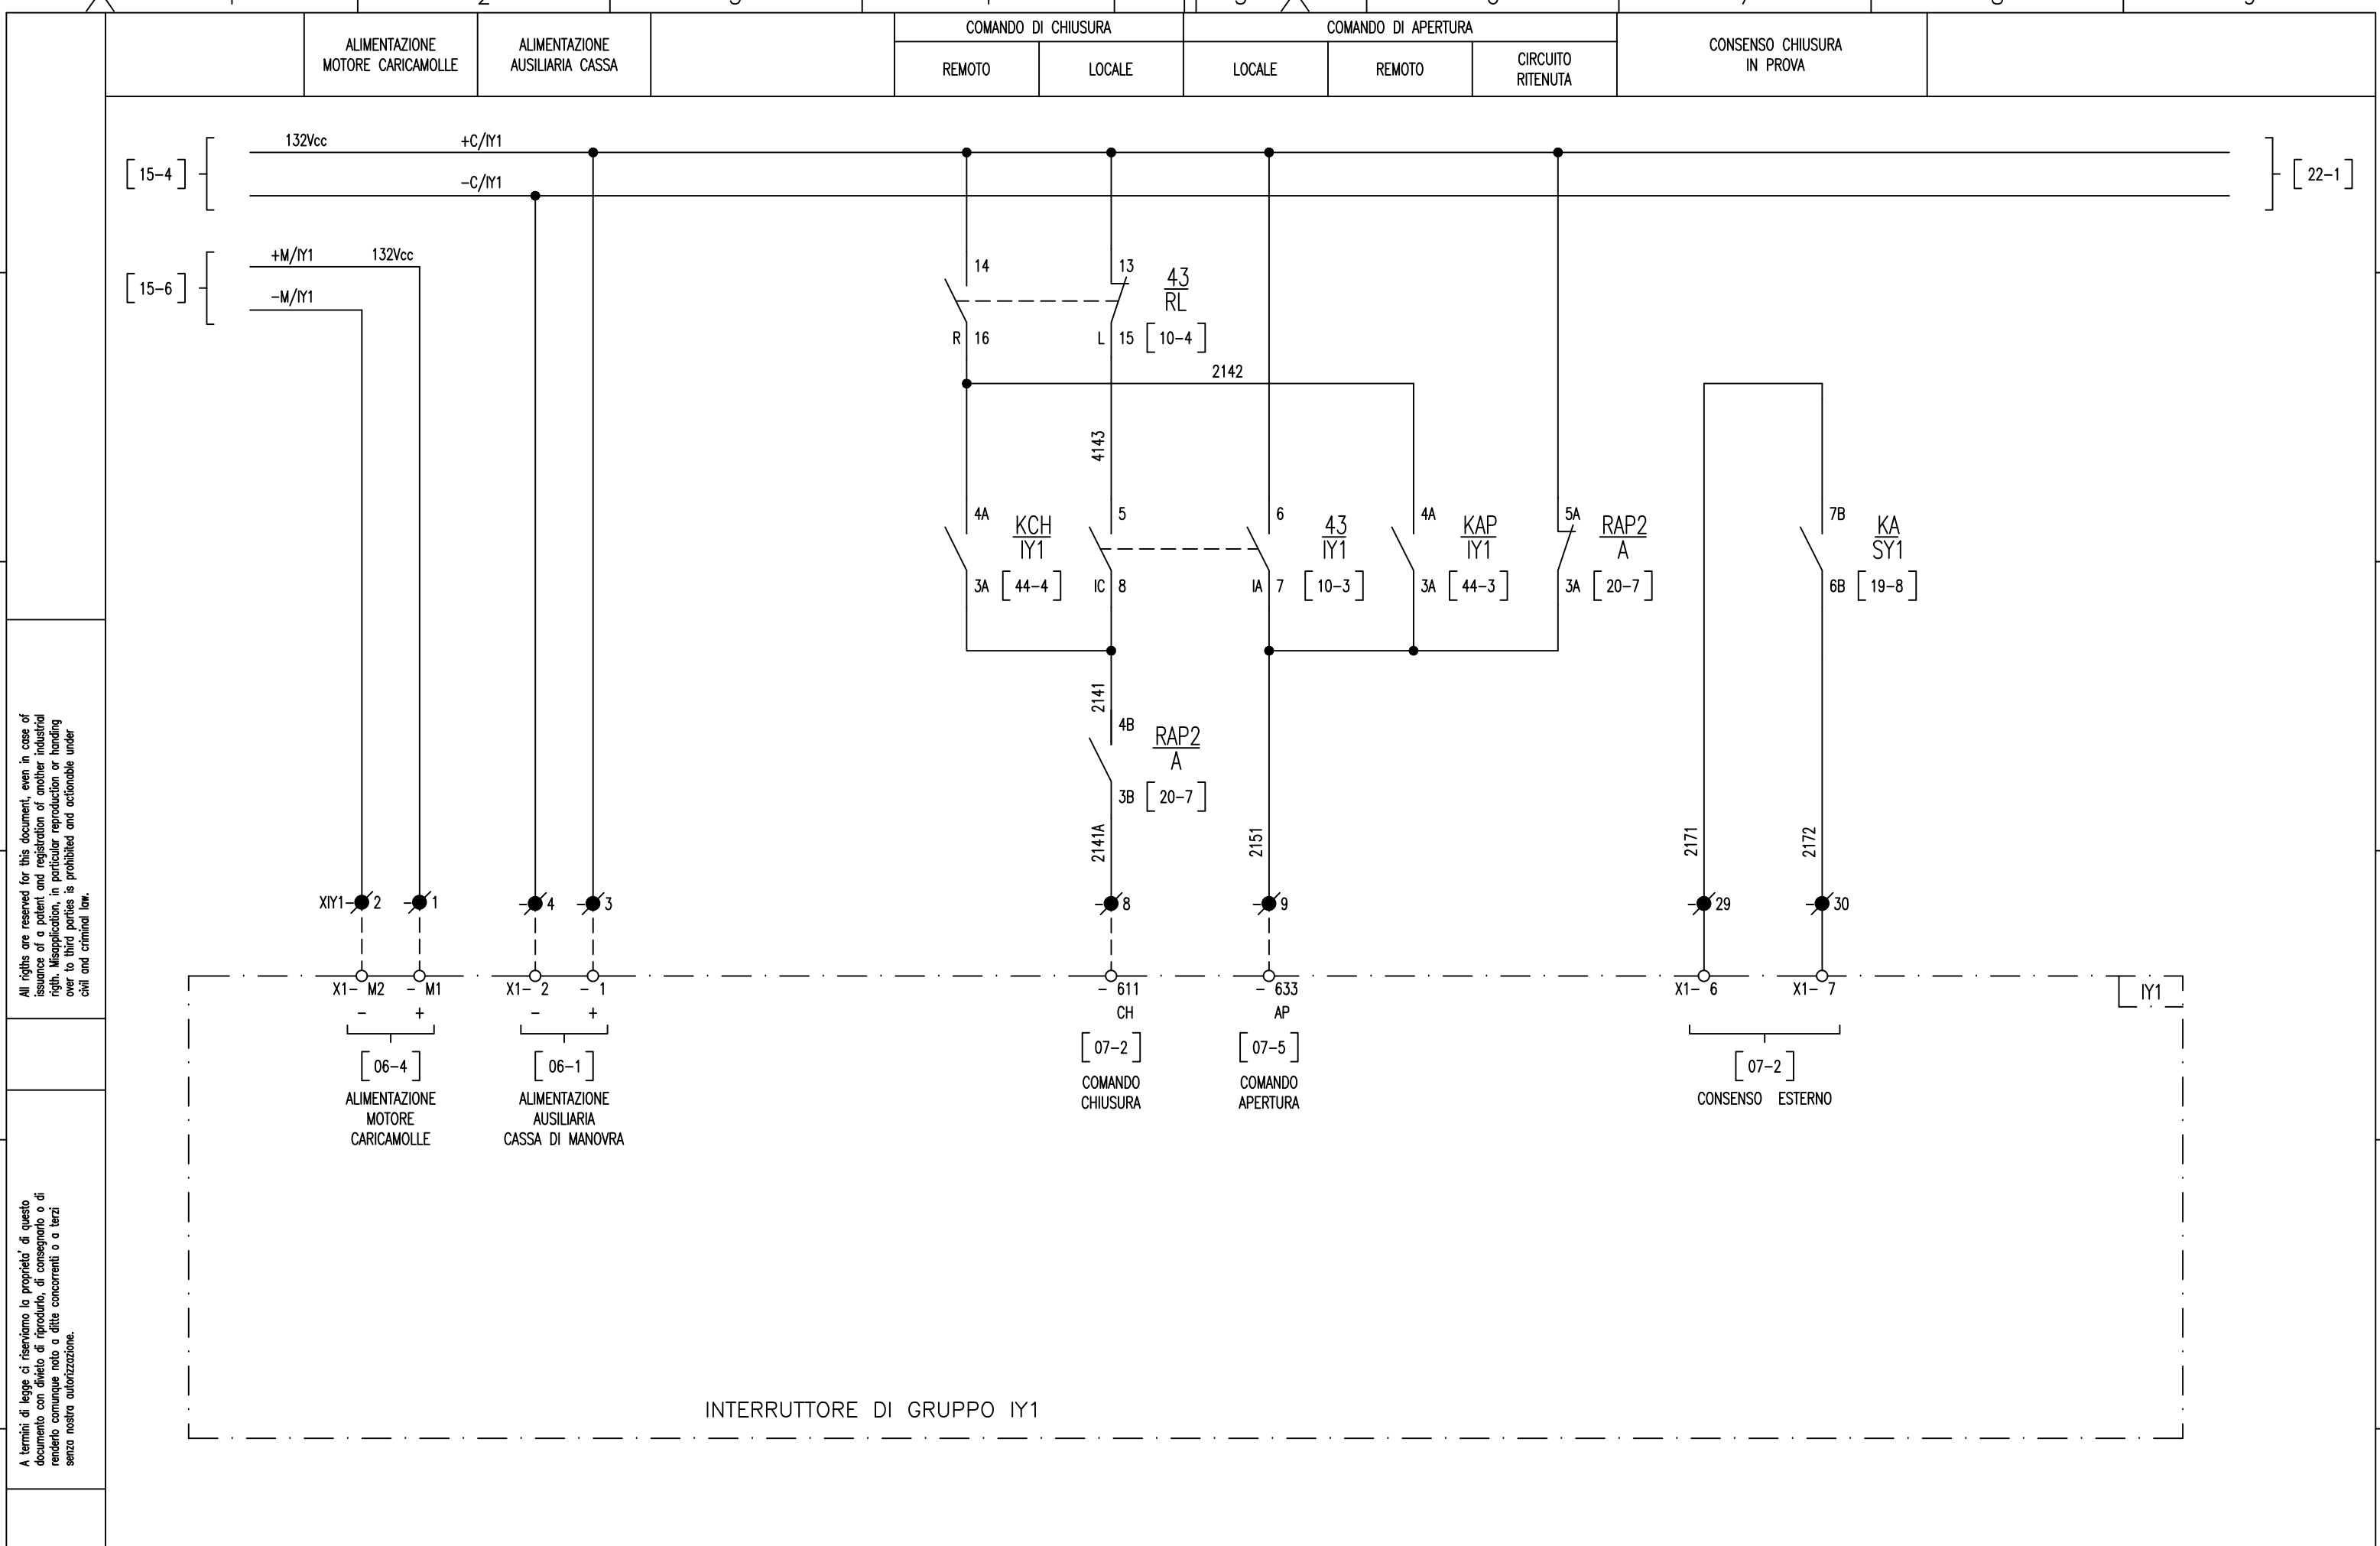 COMANDO DI CHIUSURA
COMANDO DI APERTURA
ALIMENTAZIONE
MOTORE CARICAMOLLE
ALIMENTAZIONE
AUSILIARIA CASSA
REMOTO
LOCALE
LOCALE
REMOTO
CIRCUITO
RITENUTA
CONSENSO CHIUSURA
IN PROVA
132Vcc
+C/IY1
15-4
-C/IY1
22-1
+M/IY1
132Vcc
15-6
-M/IY1
14
13
43
RL
R 16
L 15
10-4
2142
4143
4A
KCH
IY1
3A
44-4
5
IC 8
6
43
IY1
IA 7
10-3
4A
KAP
IY1
3A
44-3
5A
RAP2
A
3A
20-7
7B
KA
SY1
6B
19-8
2141
4B
RAP2
A
3B
20-7
2141A
2151
2171
2172
XIY1- 2
- 1
- 4
- 3
- 8
- 9
- 29
- 30
X1- M2
- M1
X1- 2
- 1
- 611
- 633
X1- 6
X1- 7
IY1
- +
- +
CH
AP
06-4
06-1
07-2
07-5
07-2
ALIMENTAZIONE
MOTORE
CARICAMOLLE
ALIMENTAZIONE
AUSILIARIA
CASSA DI MANOVRA
COMANDO
CHIUSURA
COMANDO
APERTURA
CONSENSO ESTERNO
INTERRUTTORE DI GRUPPO IY1
All rigths are reserved for this document, even in case of
issuance of a patent and registration of another industrial
rigth. Misapplication, in particular reproduction or handing
over to third parties is prohibited and actionable under
civil and criminal law.
A termini di legge ci riserviamo la proprieta' di questo
documento con divieto di riprodurlo, di consegnarlo o di
renderlo comunque noto a ditte concorrenti o a terzi
senza nostra autorizzazione.